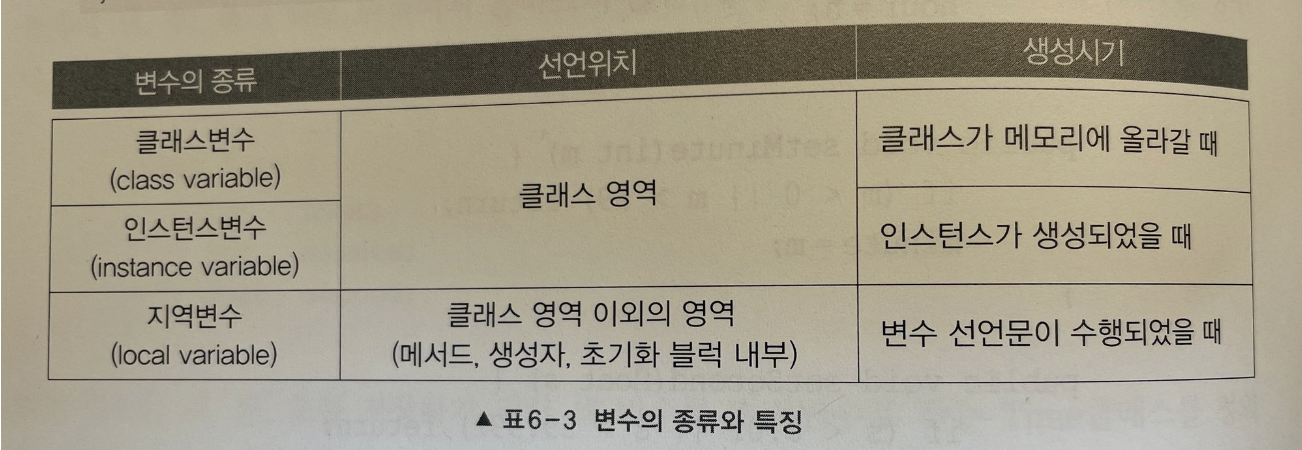 변수의 종류 선언위치 생성시기
클래스변수
(class variable)
클래스 영역
클래스가 메모리에 올라갈 때
인스턴스변수
(instance variable)
인스턴스가 생성되었을 때
지역변수
(local variable)
클래스 영역 이외의 영역
(메서드, 생성자, 초기화 블럭 내부)
변수 선언문이 수행되었을 때
▲ 표6-3 변수의 종류와 특징